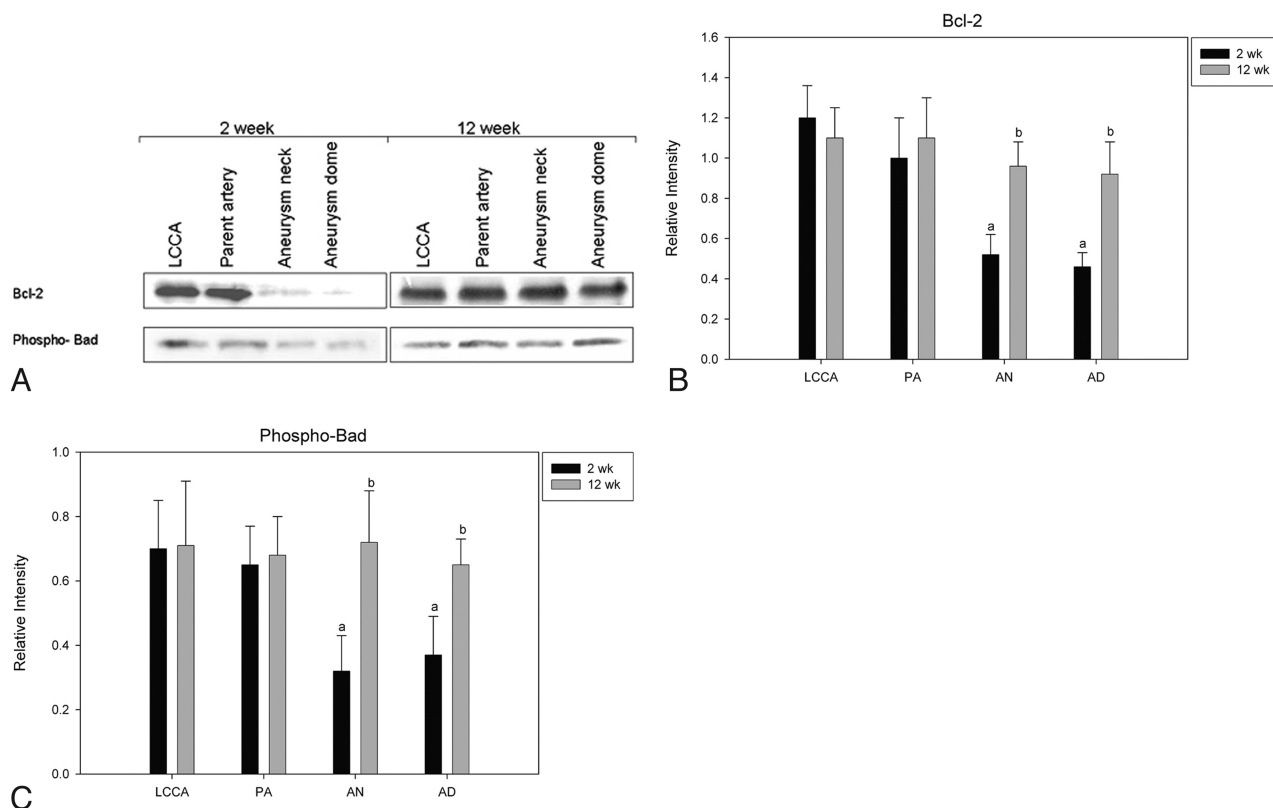 2 week 12 week
LCCA Parent artery Aneurysm neck Aneurysm dome LCCA Parent artery Aneurysm neck Aneurysm dome
Bcl-2
Phospho- Bad
A
Bcl-2
1.6
1.4
1.2
1.0
0.8
0.6
0.4
0.2
0.0
Relative Intensity
b b
a a
LCCA PA AN AD
2 wk
12 wk
B
Phospho-Bad
1.0
0.8
0.6
0.4
0.2
0.0
Relative Intensity
b b
a a
LCCA PA AN AD
2 wk
12 wk
C